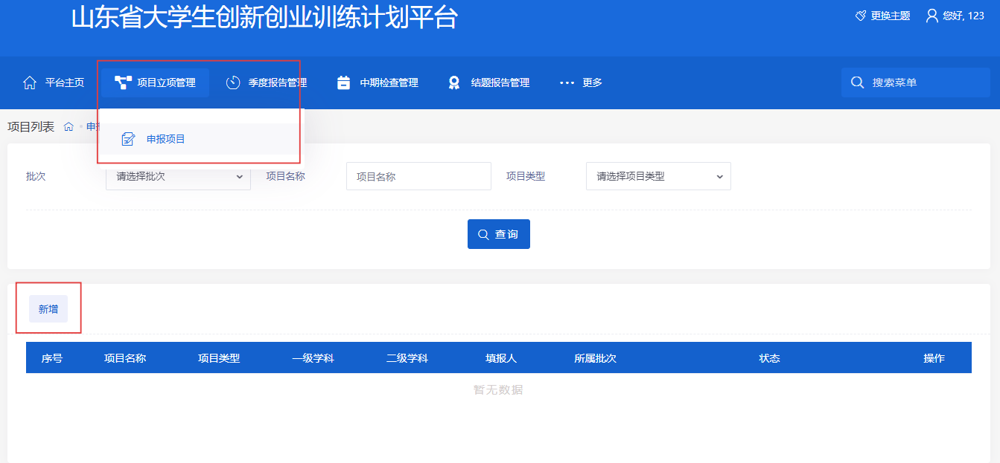 山东省大学生创新创业训练计划平台
更换主题 您好, 123
平台主页 项目立项管理 季度报告管理 中期检查管理 结题报告管理 更多 搜索菜单
项目列表 申报
申报项目
批次 请选择批次 项目名称 项目名称 项目类型 请选择项目类型
查询
新增
序号 项目名称 项目类型 一级学科 二级学科 填报人 所属批次 状态 操作
暂无数据